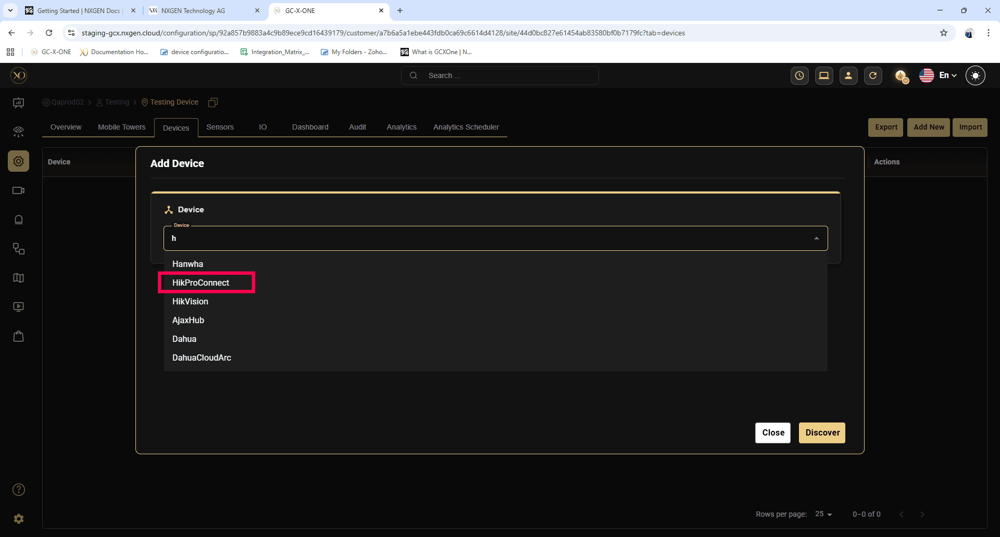 Getting Started | NXGEN Docs |
NXGEN Technology AG
GC-X-ONE
staging-gcx.nxgen.cloud/configuration/sp/92a857b9883a4c9b89ece9cd16439179/customer/a7b6a5a1ebe443fdb0ca69c6614d4128/site/44d0bc827e61454ab83580bf0b7179fc?tab=devices
GC-X-ONE
Documentation Ho...
device configuratio...
Integration_Matrix_...
My Folders - Zoho...
What is GCXOne | N...
XO
Search ...
En
Qaprod02 > Testing > Testing Device
Overview
Mobile Towers
Devices
Sensors
IO
Dashboard
Audit
Analytics
Analytics Scheduler
Export
Add New
Import
Device
Actions
Add Device
Device
Device
h
Hanwha
HikProConnect
HikVision
AjaxHub
Dahua
DahuaCloudArc
Close
Discover
Rows per page: 25
0–0 of 0